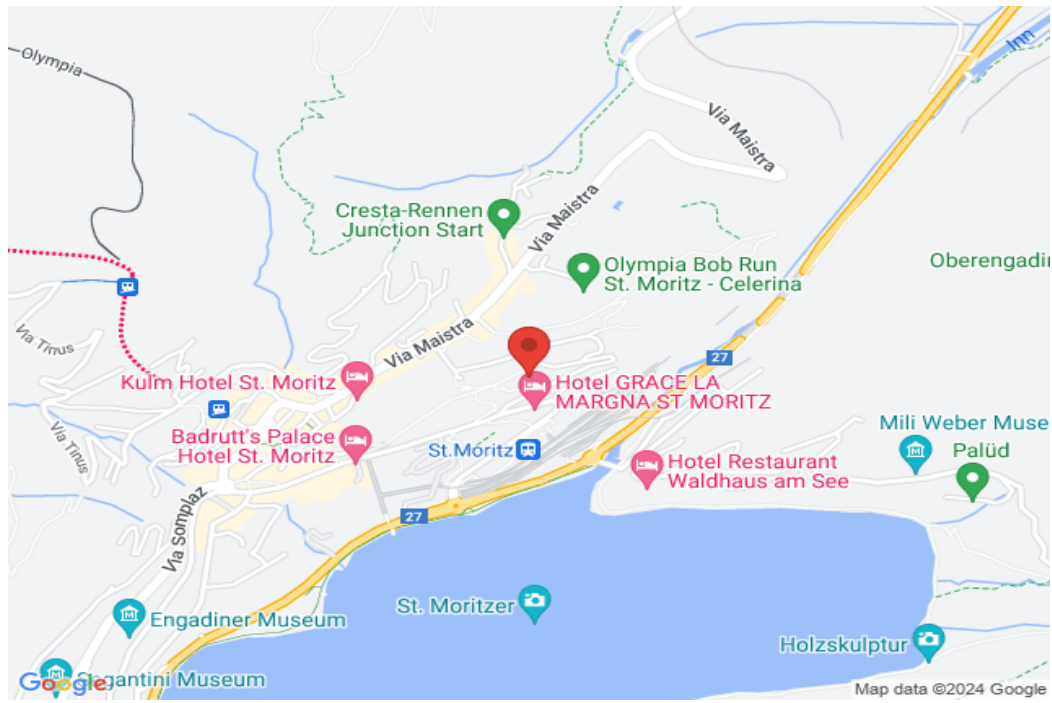 Olympia
Inn
Via Maistra
Cresta-Rennen
Junction Start
Via Maistra
Olympia Bob Run
St. Moritz - Celerina
Oberengadin
Via Tinus
Via Maistra
27
Kulm Hotel St. Moritz
Hotel GRACE LA
MARGNA ST MORITZ
Via Tinus
Badrutt's Palace
Hotel St. Moritz
St. Moritz
Mili Weber Muse
Palüd
Hotel Restaurant
Waldhaus am See
27
Via Somplaz
St. Moritzer
Engadiner Museum
Holzskulptur
Segantini Museum
Google
Map data ©2024 Google